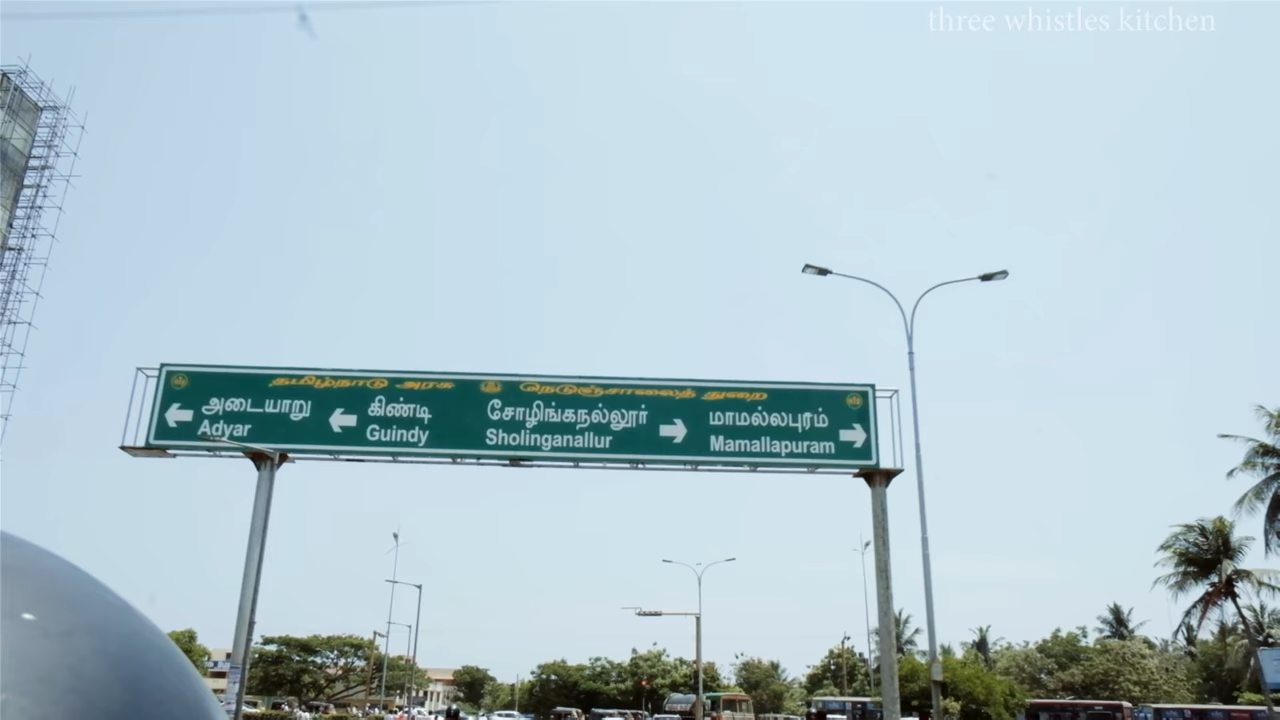 three whistles kitchen
தமிழ்நாடு அரசு நெடுஞ்சாலைத் துறை
அடையாறு
Adyar
கிண்டி
Guindy
சோழிங்கநல்லூர்
Sholinganallur
மாமல்லபுரம்
Mamallapuram